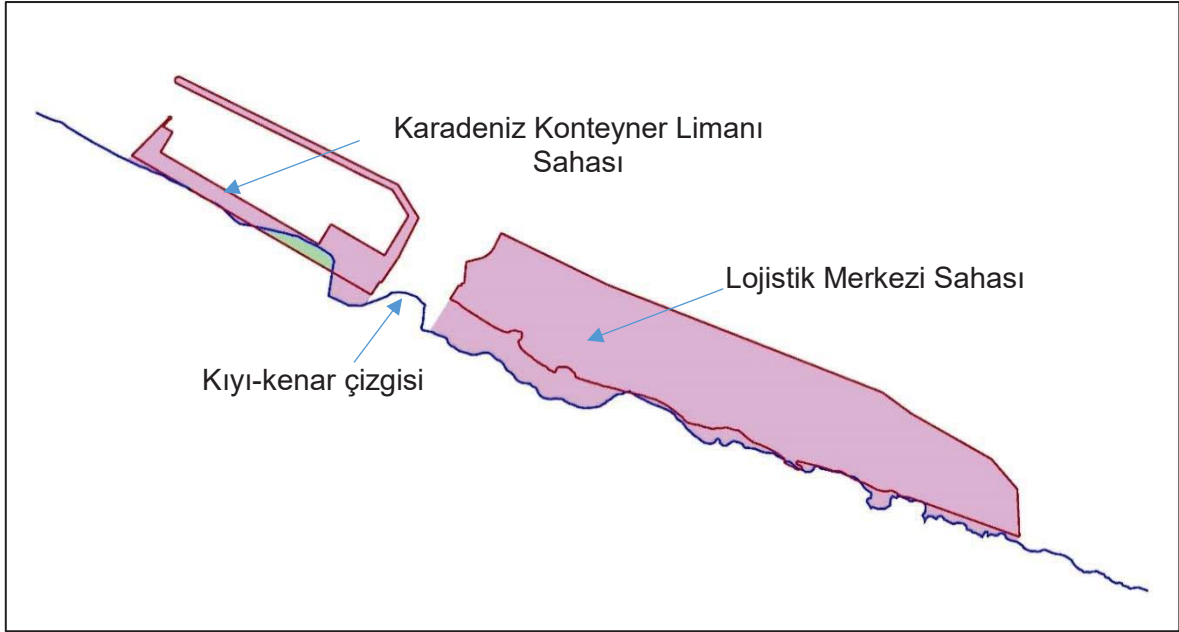 Karadeniz Konteyner Limanı
Sahası
Lojistik Merkezi Sahası
Kıyı-kenar çizgisi